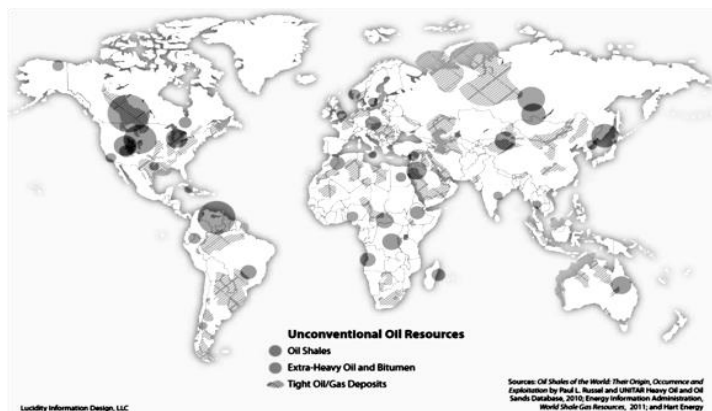 Unconventional Oil Resources
Oil Shales
Extra-Heavy Oil and Bitumen
Tight Oil/Gas Deposits
Sources: Oil Shales of the World: Their Origin, Occurrence and
Exploitation by Paul L. Russel and UNITAR Heavy Oil and Oil
Sands Database, 2010; Energy Information Administration,
World Shale Gas Resources, 2011; and Hart Energy
Lucidity Information Design, LLC